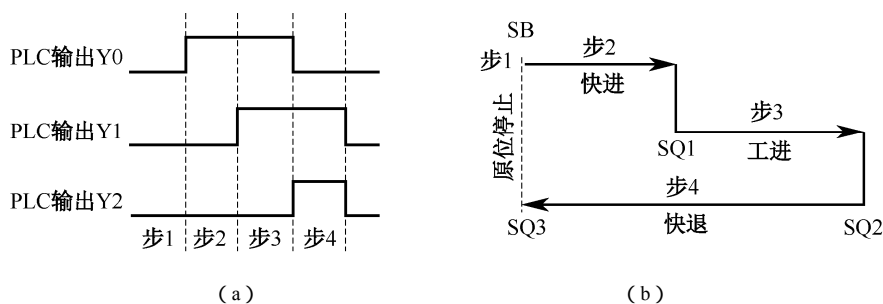 PLC输出Y0
PLC输出Y1
PLC输出Y2
步1 步2 步3 步4
(a)
SB
步1 步2
快进
原位停止
步3
SQ1 工进
步4
SQ3 快退 SQ2
(b)